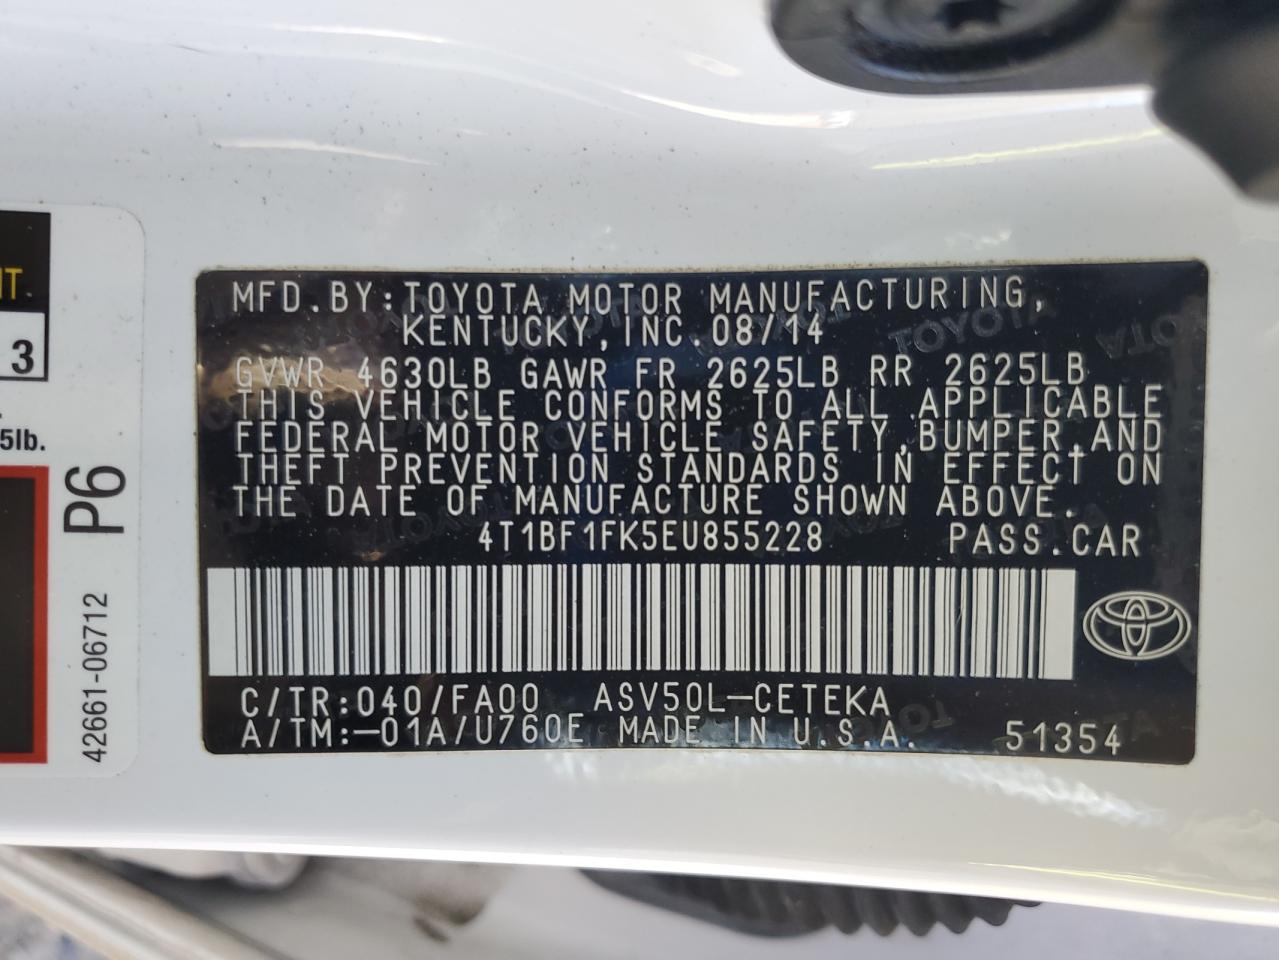 IT
3
5lb.
P6
42661-06712
MFD.BY:TOYOTA MOTOR MANUFACTURING,
KENTUCKY,INC.08/14
GVWR 4630LB GAWR FR 2625LB RR 2625LB
THIS VEHICLE CONFORMS TO ALL APPLICABLE
FEDERAL MOTOR VEHICLE SAFETY,BUMPER,AND
THEFT PREVENTION STANDARDS IN EFFECT ON
THE DATE OF MANUFACTURE SHOWN ABOVE.
4T1BF1FK5EU855228 PASS.CAR
C/TR:040/FA00 ASV50L-CETEKA
A/TM:-01A/U760E MADE IN U.S.A. 51354